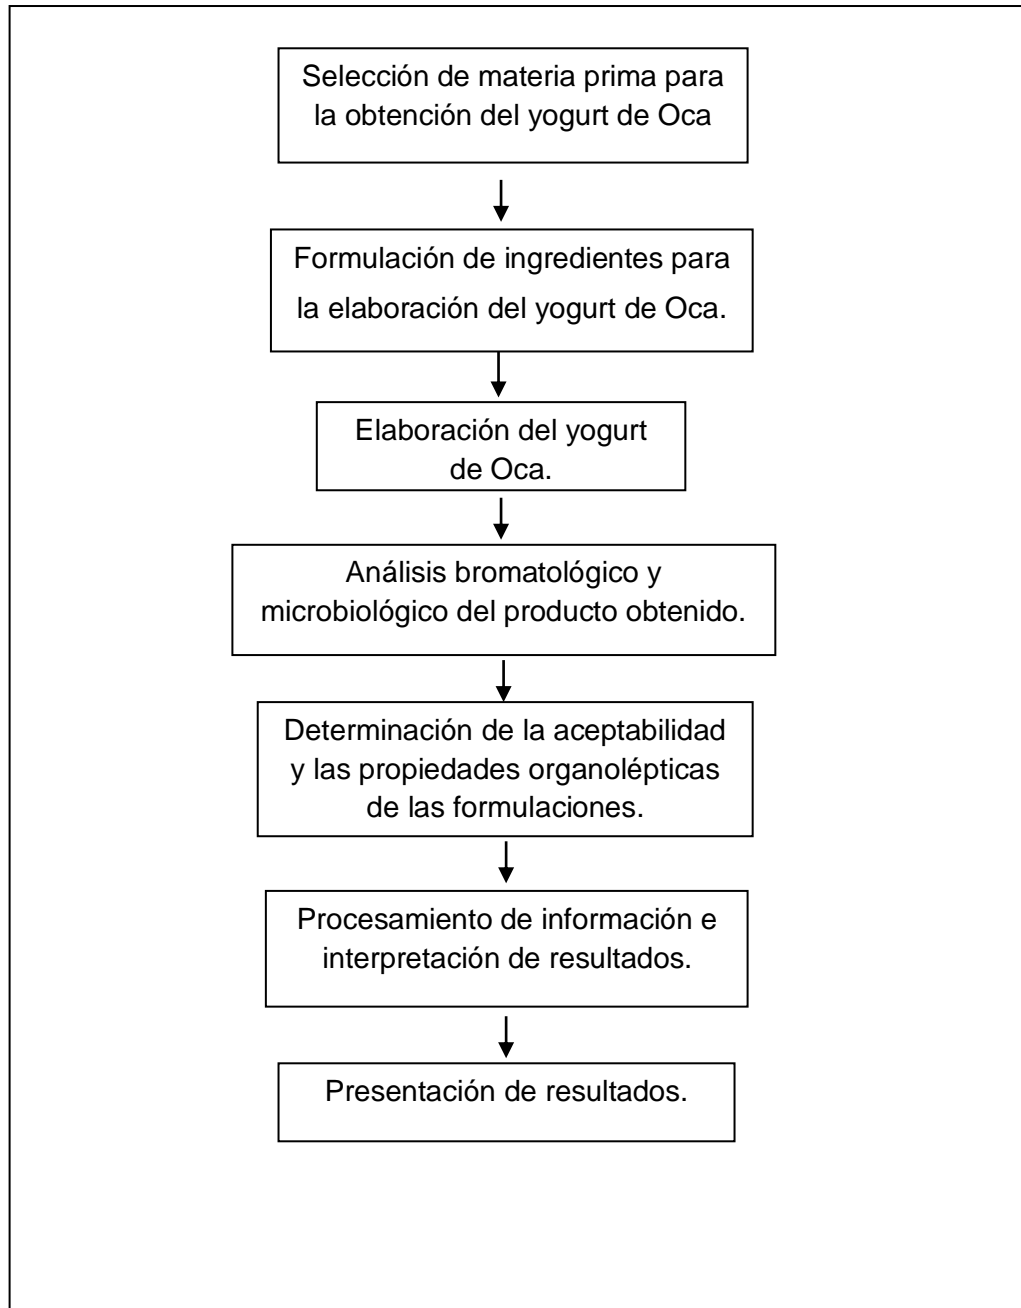 Selección de materia prima para
la obtención del yogurt de Oca
Formulación de ingredientes para
la elaboración del yogurt de Oca.
Elaboración del yogurt
de Oca.
Análisis bromatológico y
microbiológico del producto obtenido.
Determinación de la aceptabilidad
y las propiedades organolépticas
de las formulaciones.
Procesamiento de información e
interpretación de resultados.
Presentación de resultados.